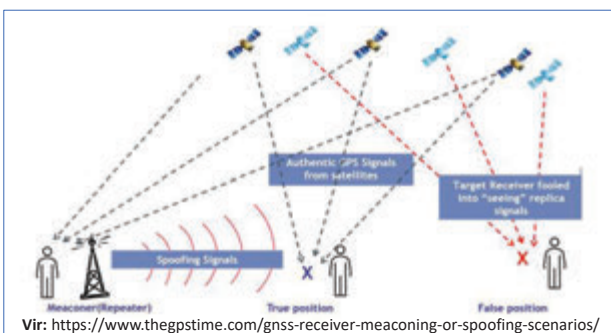 Authentic GPS Signals
from satellites
Target Receiver fooled
into "seeing" replica
signals
Spoofing Signals
X
X
Meaconer(Repeater)
True position
False position
Vir: https://www.thegpstime.com/gnss-receiver-meaconing-or-spoofing-scenarios/